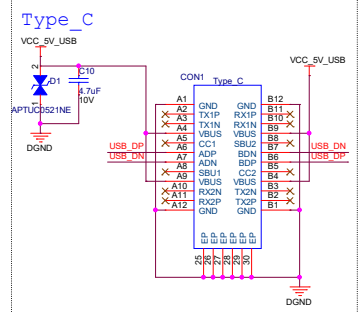 Type_C
VCC_5V_USB
VCC_5V_USB
2
C10
D1
4.7uF
10V
1
APTUC0521NE
DGND
CON1
Type_C
A1 GND GND B12
A2 TX1P RX1P B11
A3 TX1N RX1N B10
A4 VBUS VBUS B9
A5 CC1 SBU2 B8
USB_DP A6 ADP BDN B7 USB_DN
USB_DN A7 ADN BDP B6 USB_DP
A8 SBU1 CC2 B5
A9 VBUS VBUS B4
A10 RX2N TX2N B3
A11 RX2P TX2P B2
A12 GND GND B1
EP EP EP EP EP EP
25 26 27 28 29 30
DGND